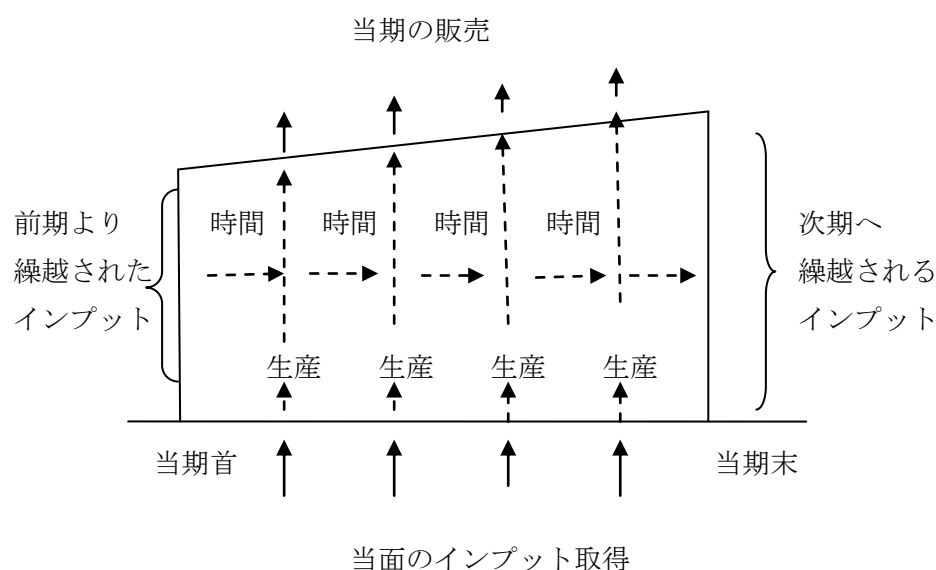 当期の販売
前期より
繰越された
インプット
時間
時間
時間
時間
次期へ
繰越される
インプット
生産
生産
生産
生産
当期首
当期末
当面のインプット取得